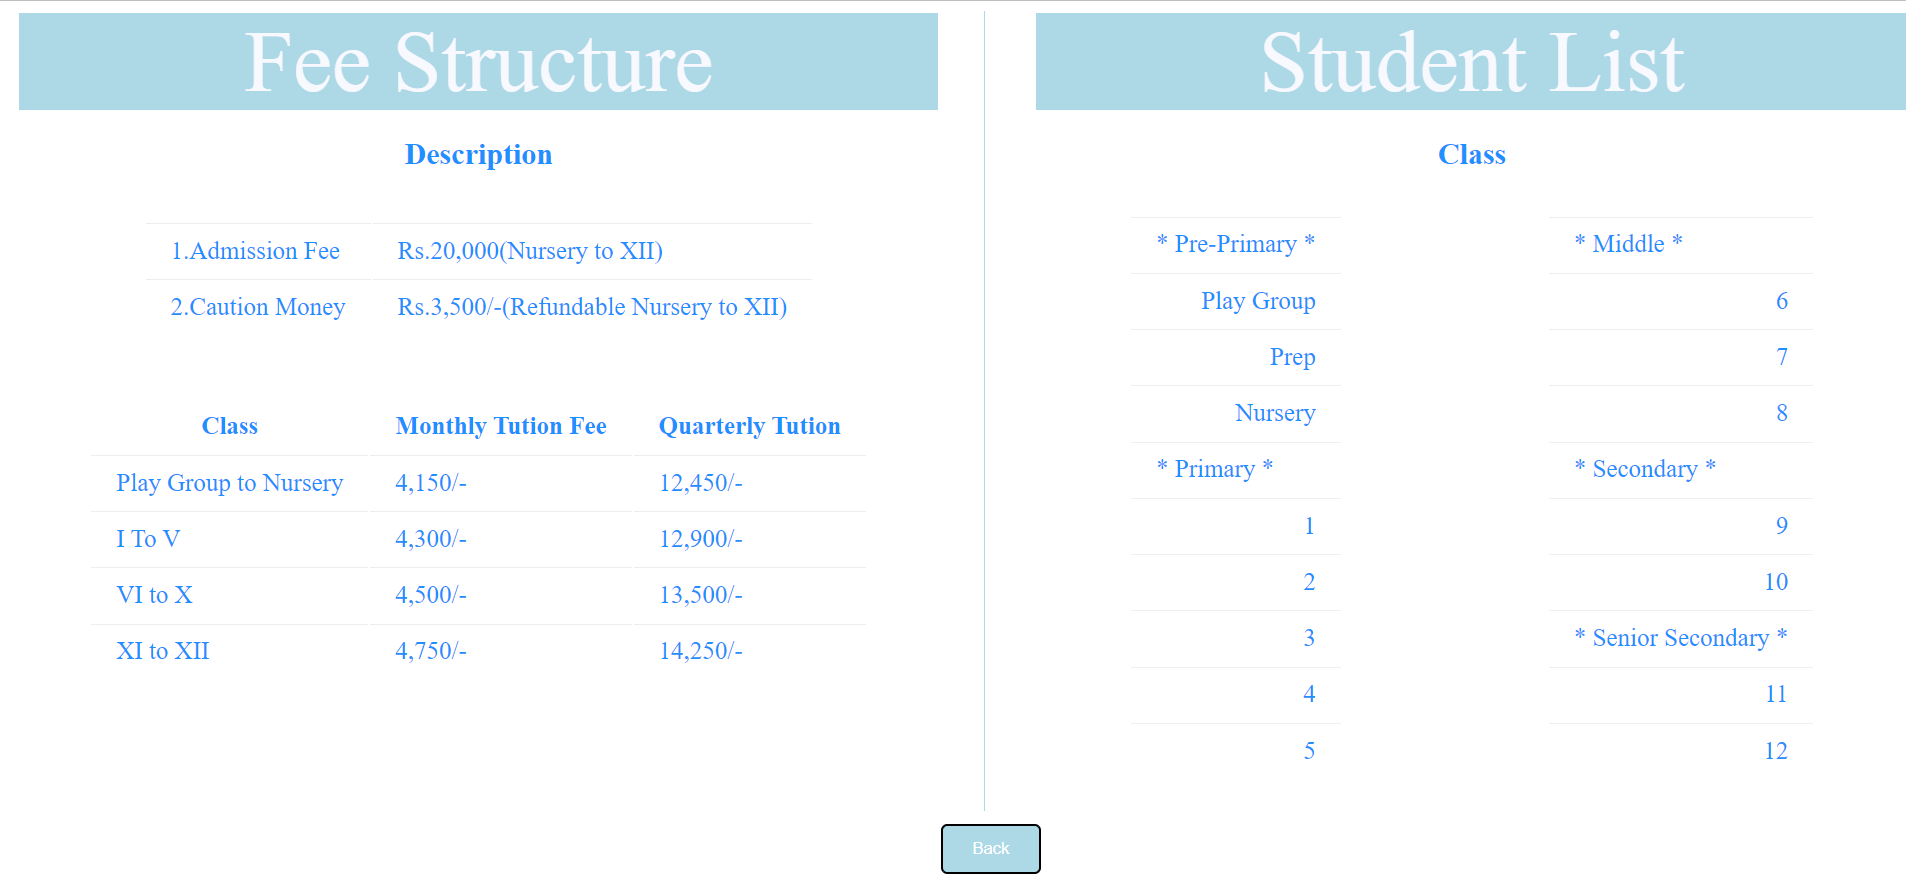 Fee Structure
Description
1.Admission Fee Rs.20,000(Nursery to XII)
2.Caution Money Rs.3,500/-(Refundable Nursery to XII)
Class Monthly Tution Fee Quarterly Tution
Play Group to Nursery 4,150/- 12,450/-
I To V 4,300/- 12,900/-
VI to X 4,500/- 13,500/-
XI to XII 4,750/- 14,250/-
Student List
Class
* Pre-Primary * * Middle *
Play Group 6
Prep 7
Nursery 8
* Primary * * Secondary *
1 9
2 10
3 * Senior Secondary *
4 11
5 12
Back